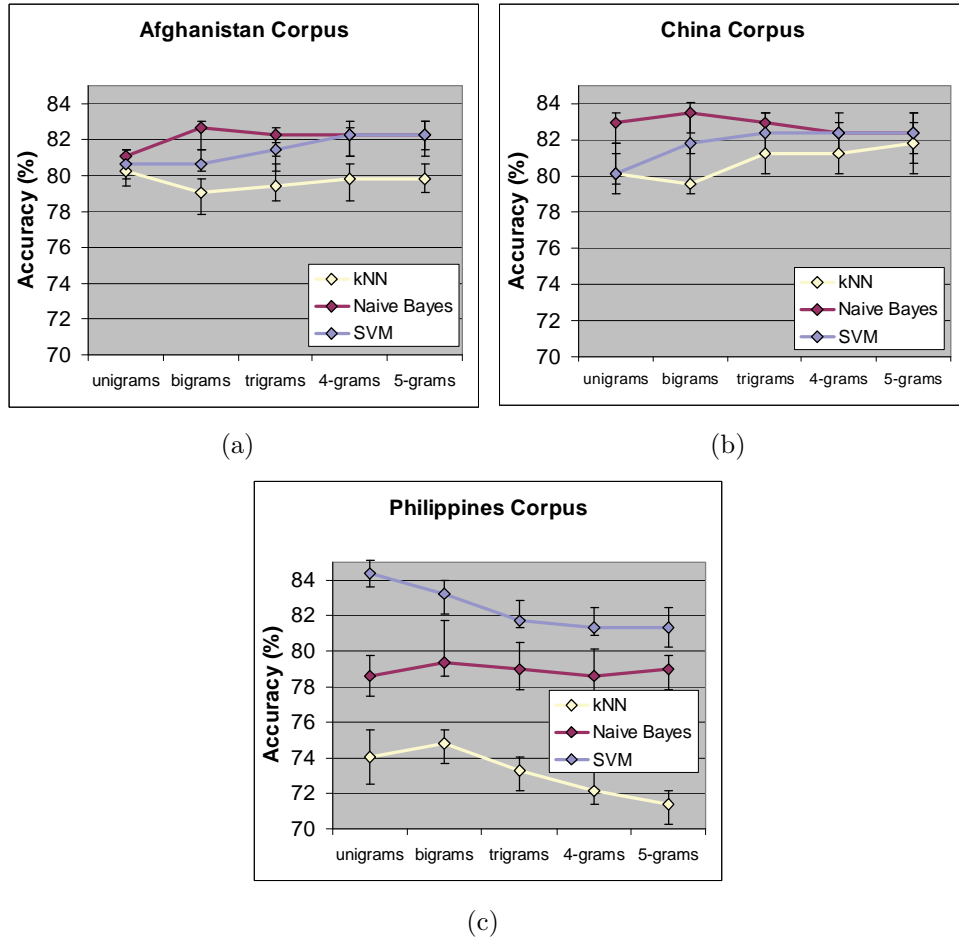 Afghanistan Corpus
84
82
80
78
76
74
72
70
Accuracy (%)
kNN
Naive Bayes
SVM
unigrams bigrams trigrams 4-grams 5-grams
(a)
China Corpus
84
82
80
78
76
74
72
70
Accuracy (%)
kNN
Naive Bayes
SVM
unigrams bigrams trigrams 4-grams 5-grams
(b)
Philippines Corpus
84
82
80
78
76
74
72
70
Accuracy (%)
kNN
Naive Bayes
SVM
unigrams bigrams trigrams 4-grams 5-grams
(c)